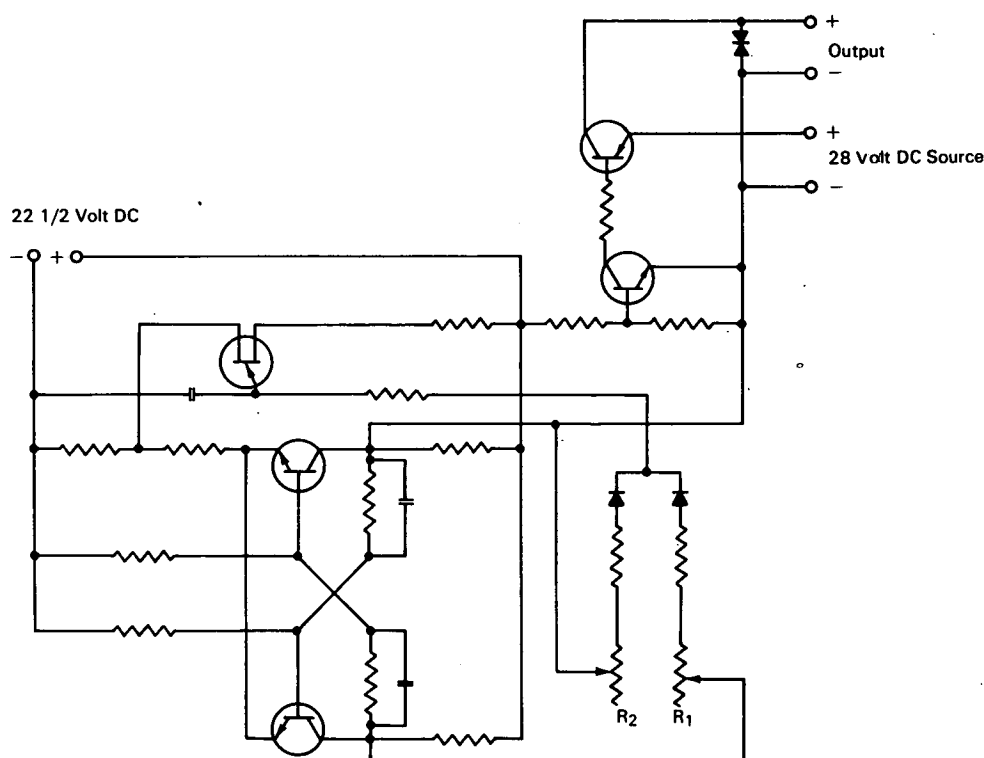 +
Output
−
+
28 Volt DC Source
−
22 1/2 Volt DC
− +
R2 R1